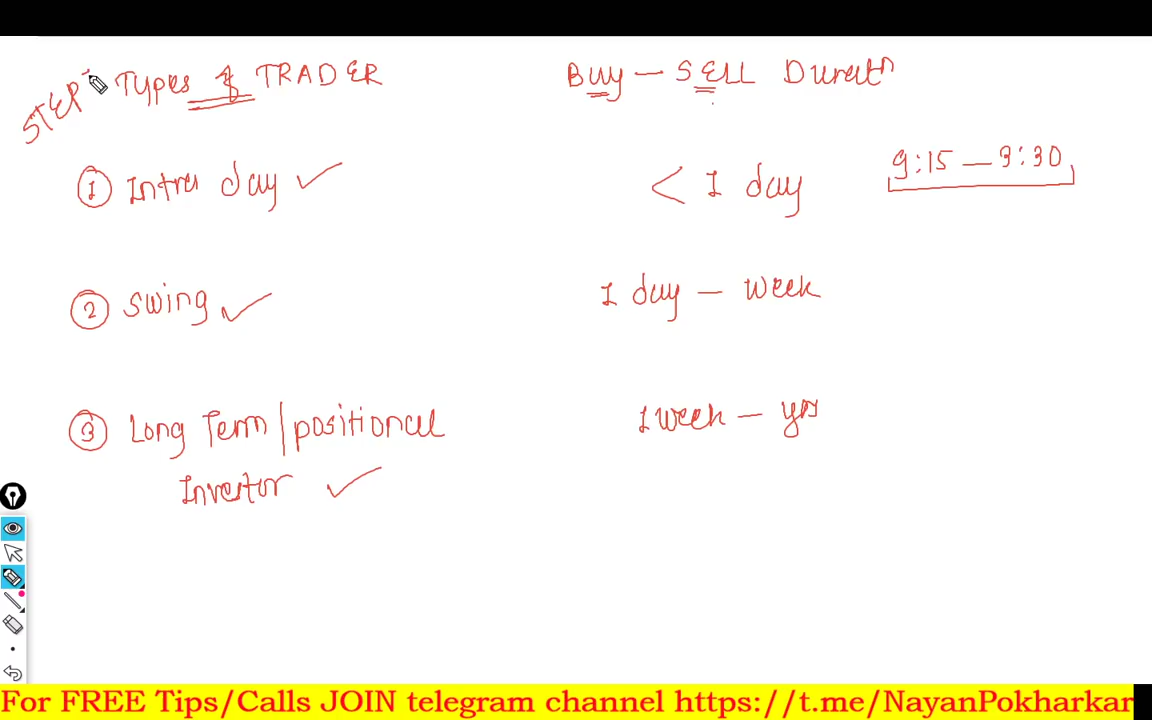 STEP Types of TRADER Buy - SELL Duratn
① Intra day ✓ < 1 day 9:15 - 3:30
② Swing ✓ 1 day - week
③ Long Term/positional 1 week - yrs
Investor ✓
For FREE Tips/Calls JOIN telegram channel https://t.me/NayanPokharkar